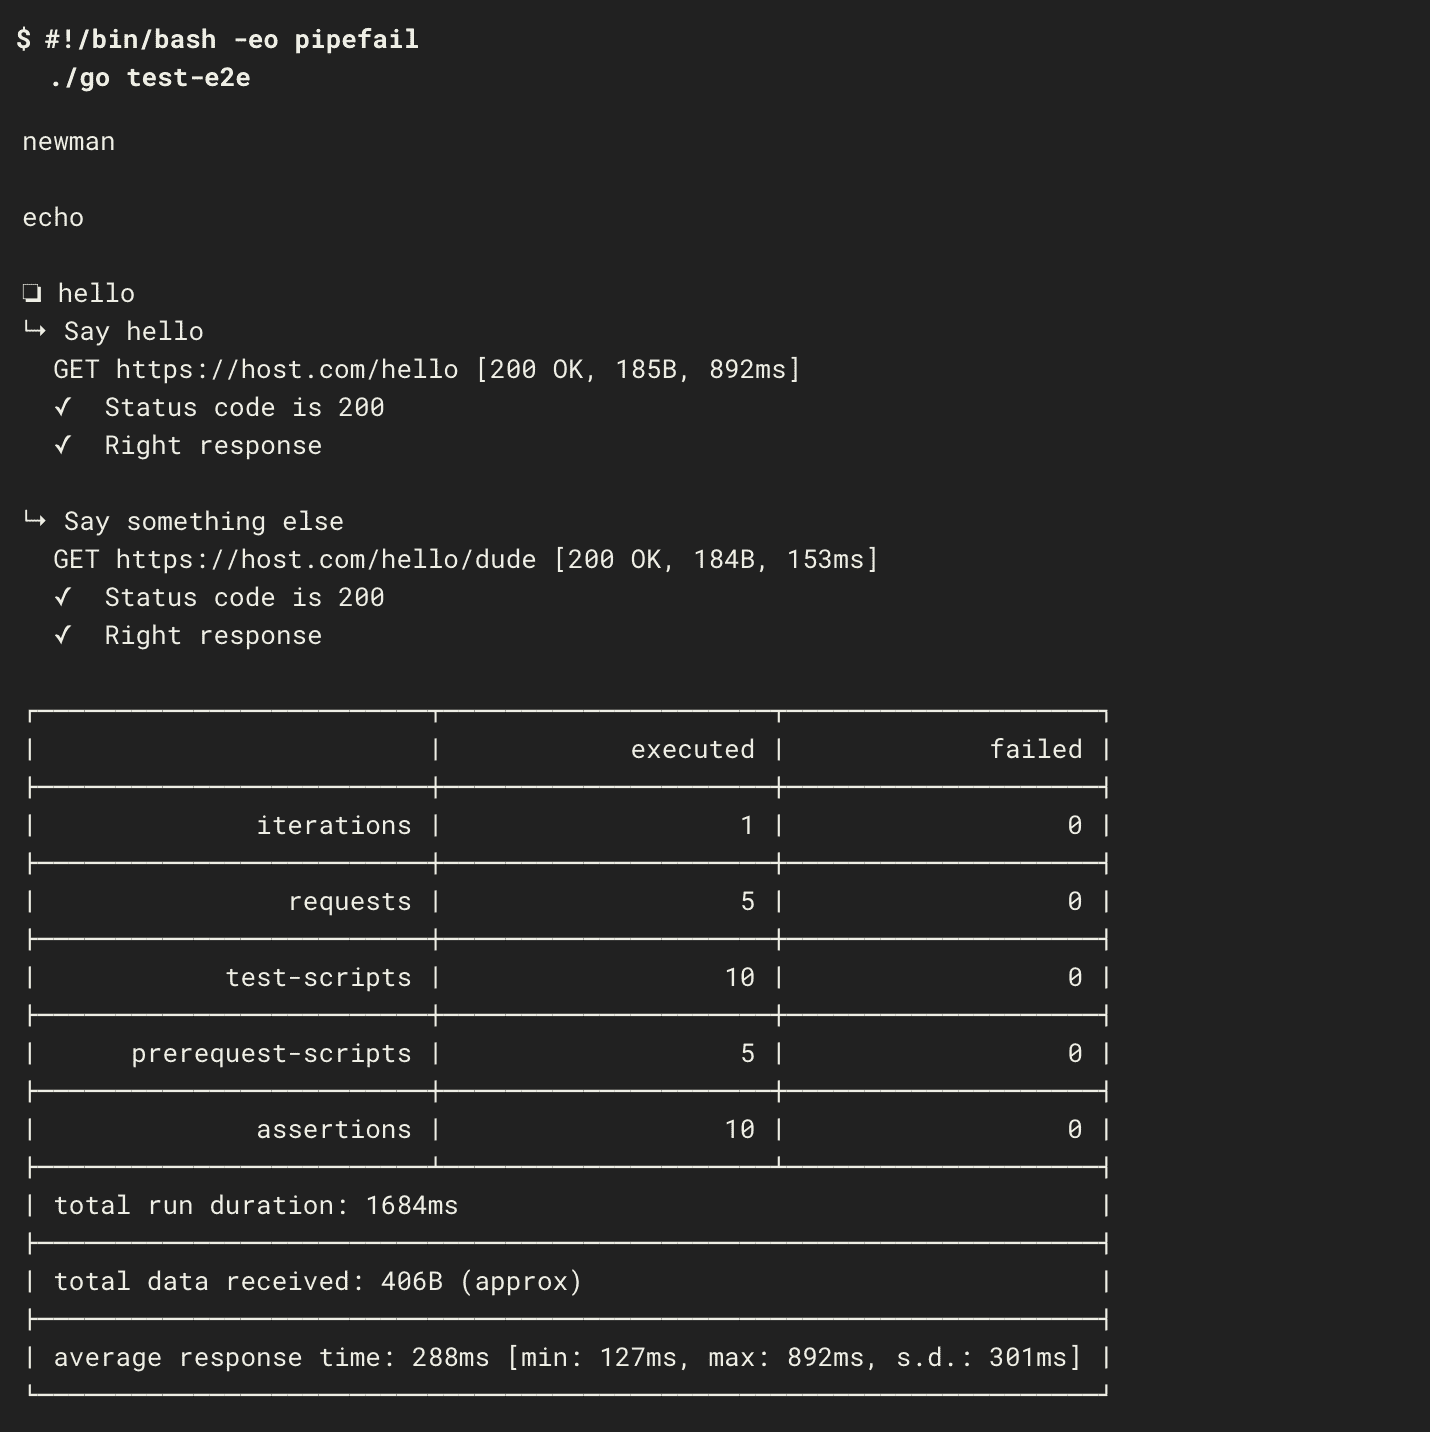 $ #!/bin/bash -eo pipefail
./go test-e2e
newman
echo
❏ hello
↳ Say hello
GET https://host.com/hello [200 OK, 185B, 892ms]
✓ Status code is 200
✓ Right response
↳ Say something else
GET https://host.com/hello/dude [200 OK, 184B, 153ms]
✓ Status code is 200
✓ Right response
executed failed
iterations 1 0
requests 5 0
test-scripts 10 0
prerequest-scripts 5 0
assertions 10 0
total run duration: 1684ms
total data received: 406B (approx)
average response time: 288ms [min: 127ms, max: 892ms, s.d.: 301ms]